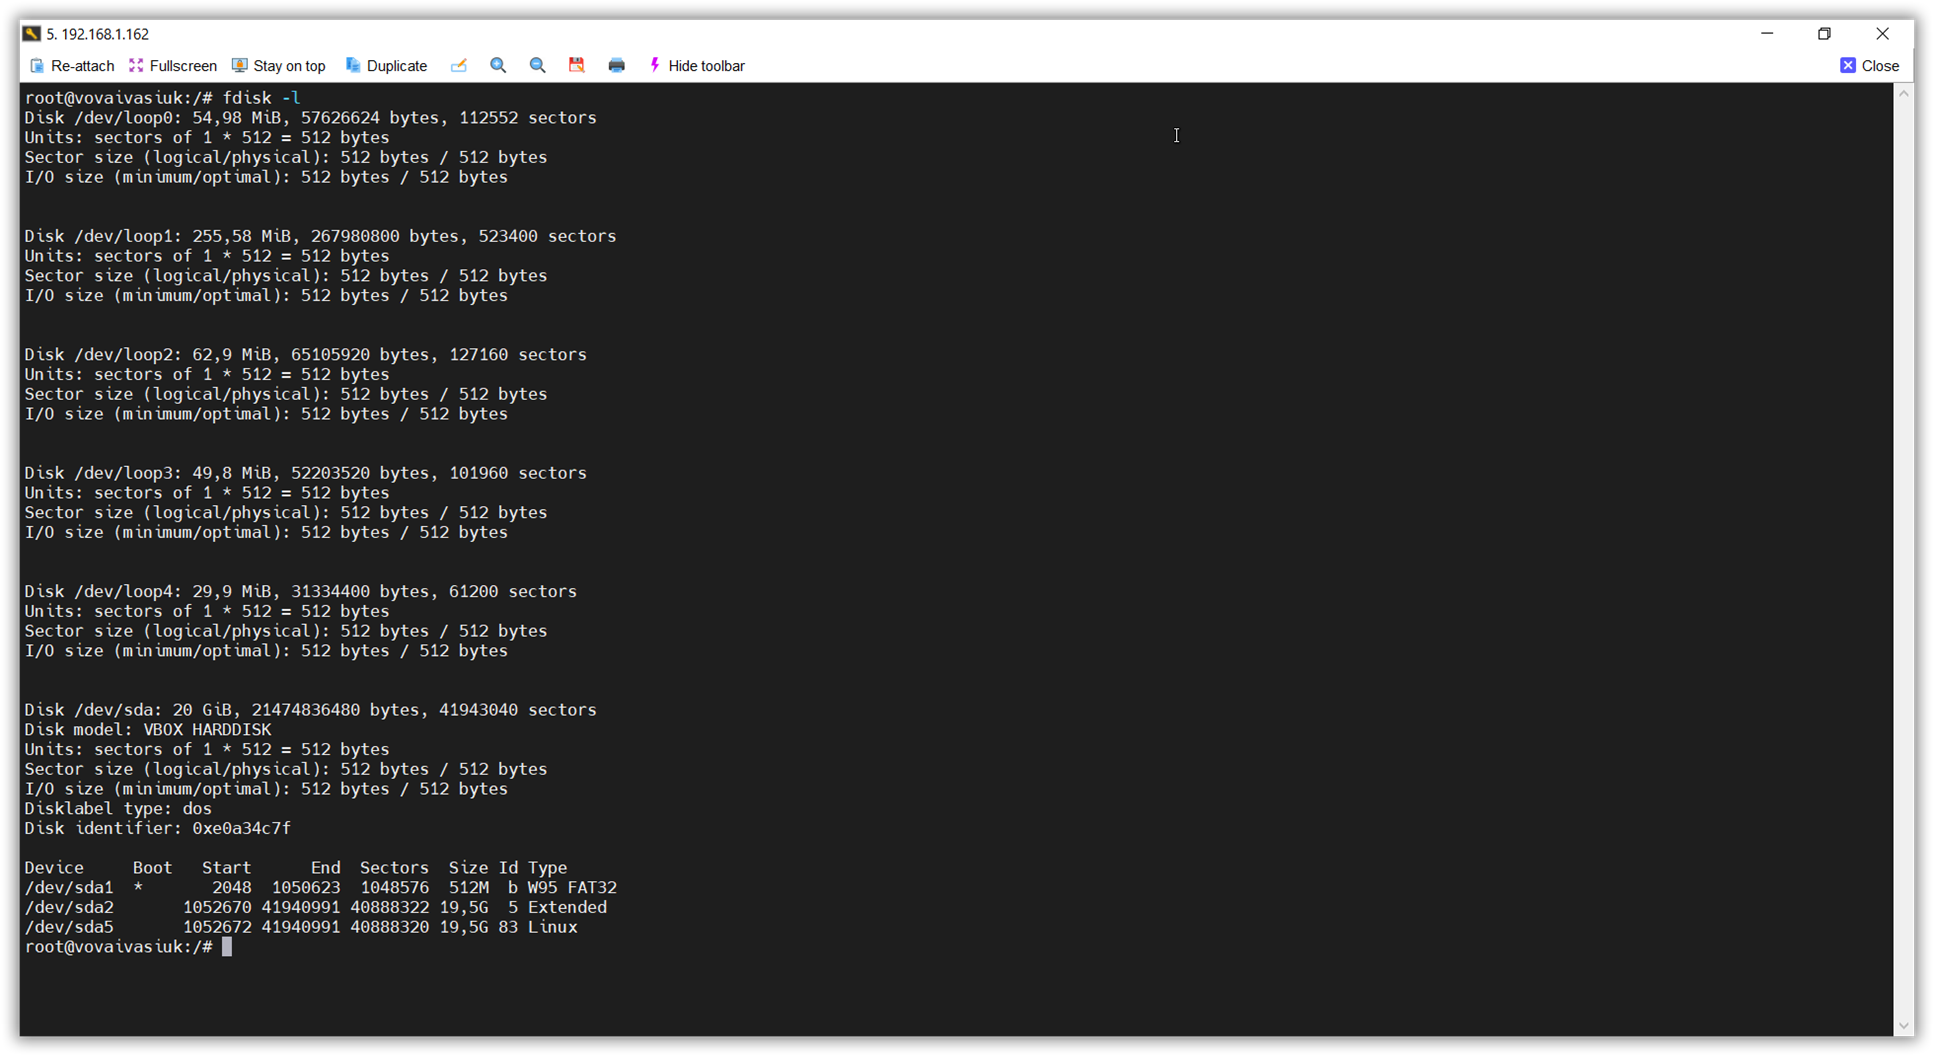 5. 192.168.1.162
Re-attach Fullscreen Stay on top Duplicate Hide toolbar Close
root@vovaivasiuk:/# fdisk -l
Disk /dev/loop0: 54,98 MiB, 57626624 bytes, 112552 sectors
Units: sectors of 1 * 512 = 512 bytes
Sector size (logical/physical): 512 bytes / 512 bytes
I/O size (minimum/optimal): 512 bytes / 512 bytes
Disk /dev/loop1: 255,58 MiB, 267980800 bytes, 523400 sectors
Units: sectors of 1 * 512 = 512 bytes
Sector size (logical/physical): 512 bytes / 512 bytes
I/O size (minimum/optimal): 512 bytes / 512 bytes
Disk /dev/loop2: 62,9 MiB, 65105920 bytes, 127160 sectors
Units: sectors of 1 * 512 = 512 bytes
Sector size (logical/physical): 512 bytes / 512 bytes
I/O size (minimum/optimal): 512 bytes / 512 bytes
Disk /dev/loop3: 49,8 MiB, 52203520 bytes, 101960 sectors
Units: sectors of 1 * 512 = 512 bytes
Sector size (logical/physical): 512 bytes / 512 bytes
I/O size (minimum/optimal): 512 bytes / 512 bytes
Disk /dev/loop4: 29,9 MiB, 31334400 bytes, 61200 sectors
Units: sectors of 1 * 512 = 512 bytes
Sector size (logical/physical): 512 bytes / 512 bytes
I/O size (minimum/optimal): 512 bytes / 512 bytes
Disk /dev/sda: 20 GiB, 21474836480 bytes, 41943040 sectors
Disk model: VBOX HARDDISK
Units: sectors of 1 * 512 = 512 bytes
Sector size (logical/physical): 512 bytes / 512 bytes
I/O size (minimum/optimal): 512 bytes / 512 bytes
Disklabel type: dos
Disk identifier: 0xe0a34c7f
Device Boot Start End Sectors Size Id Type
/dev/sda1 * 2048 1050623 1048576 512M b W95 FAT32
/dev/sda2 1052670 41940991 40888322 19,5G 5 Extended
/dev/sda5 1052672 41940991 40888320 19,5G 83 Linux
root@vovaivasiuk:/#